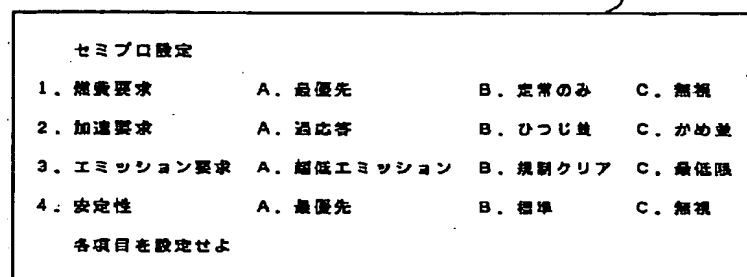 セミプロ設定
1. 燃費要求 A. 最優先 B. 定常のみ C. 無視
2. 加速要求 A. 過応答 B. ひつじ並 C. かめ並
3. エミッション要求 A. 超低エミッション B. 規制クリア C. 最低限
4. 安定性 A. 最優先 B. 標準 C. 無視
各項目を設定せよ